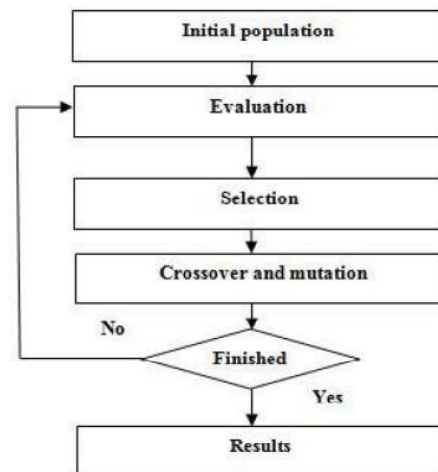 Initial population
Evaluation
Selection
Crossover and mutation
No
Finished
Yes
Results